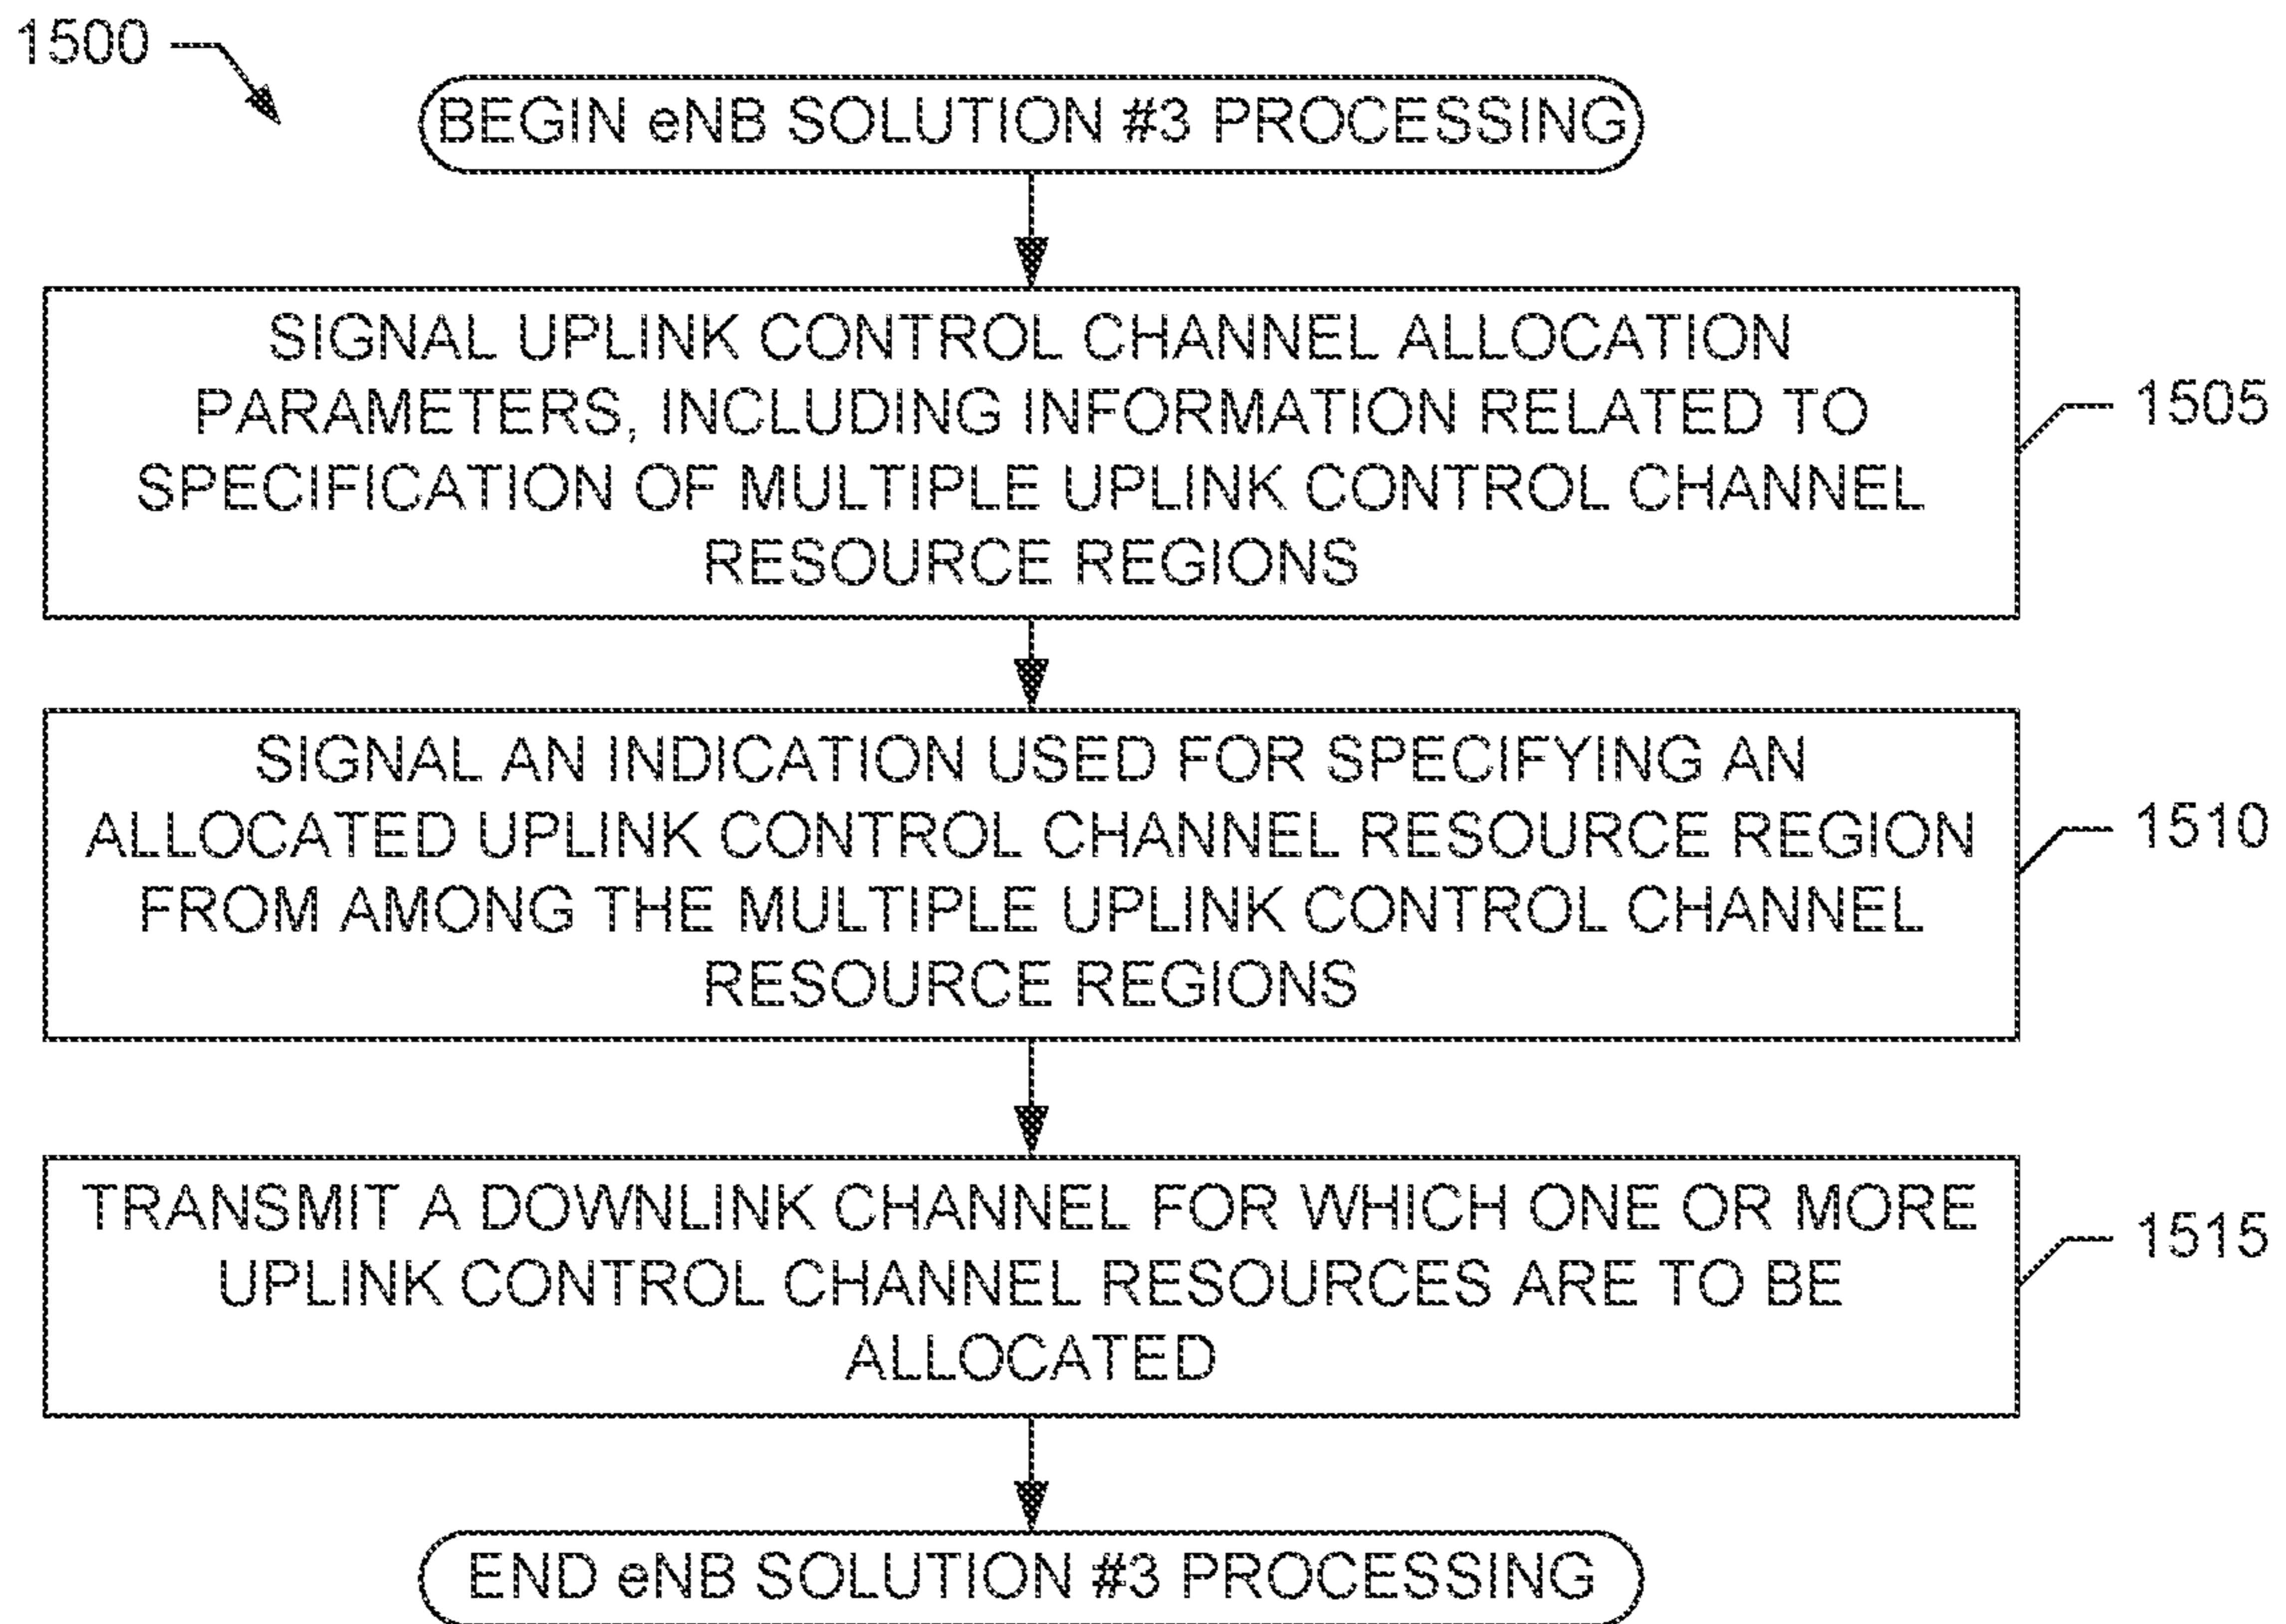 1500
BEGIN eNB SOLUTION #3 PROCESSING
SIGNAL UPLINK CONTROL CHANNEL ALLOCATION
PARAMETERS, INCLUDING INFORMATION RELATED TO
SPECIFICATION OF MULTIPLE UPLINK CONTROL CHANNEL
RESOURCE REGIONS
1505
SIGNAL AN INDICATION USED FOR SPECIFYING AN
ALLOCATED UPLINK CONTROL CHANNEL RESOURCE REGION
FROM AMONG THE MULTIPLE UPLINK CONTROL CHANNEL
RESOURCE REGIONS
1510
TRANSMIT A DOWNLINK CHANNEL FOR WHICH ONE OR MORE
UPLINK CONTROL CHANNEL RESOURCES ARE TO BE
ALLOCATED
1515
END eNB SOLUTION #3 PROCESSING